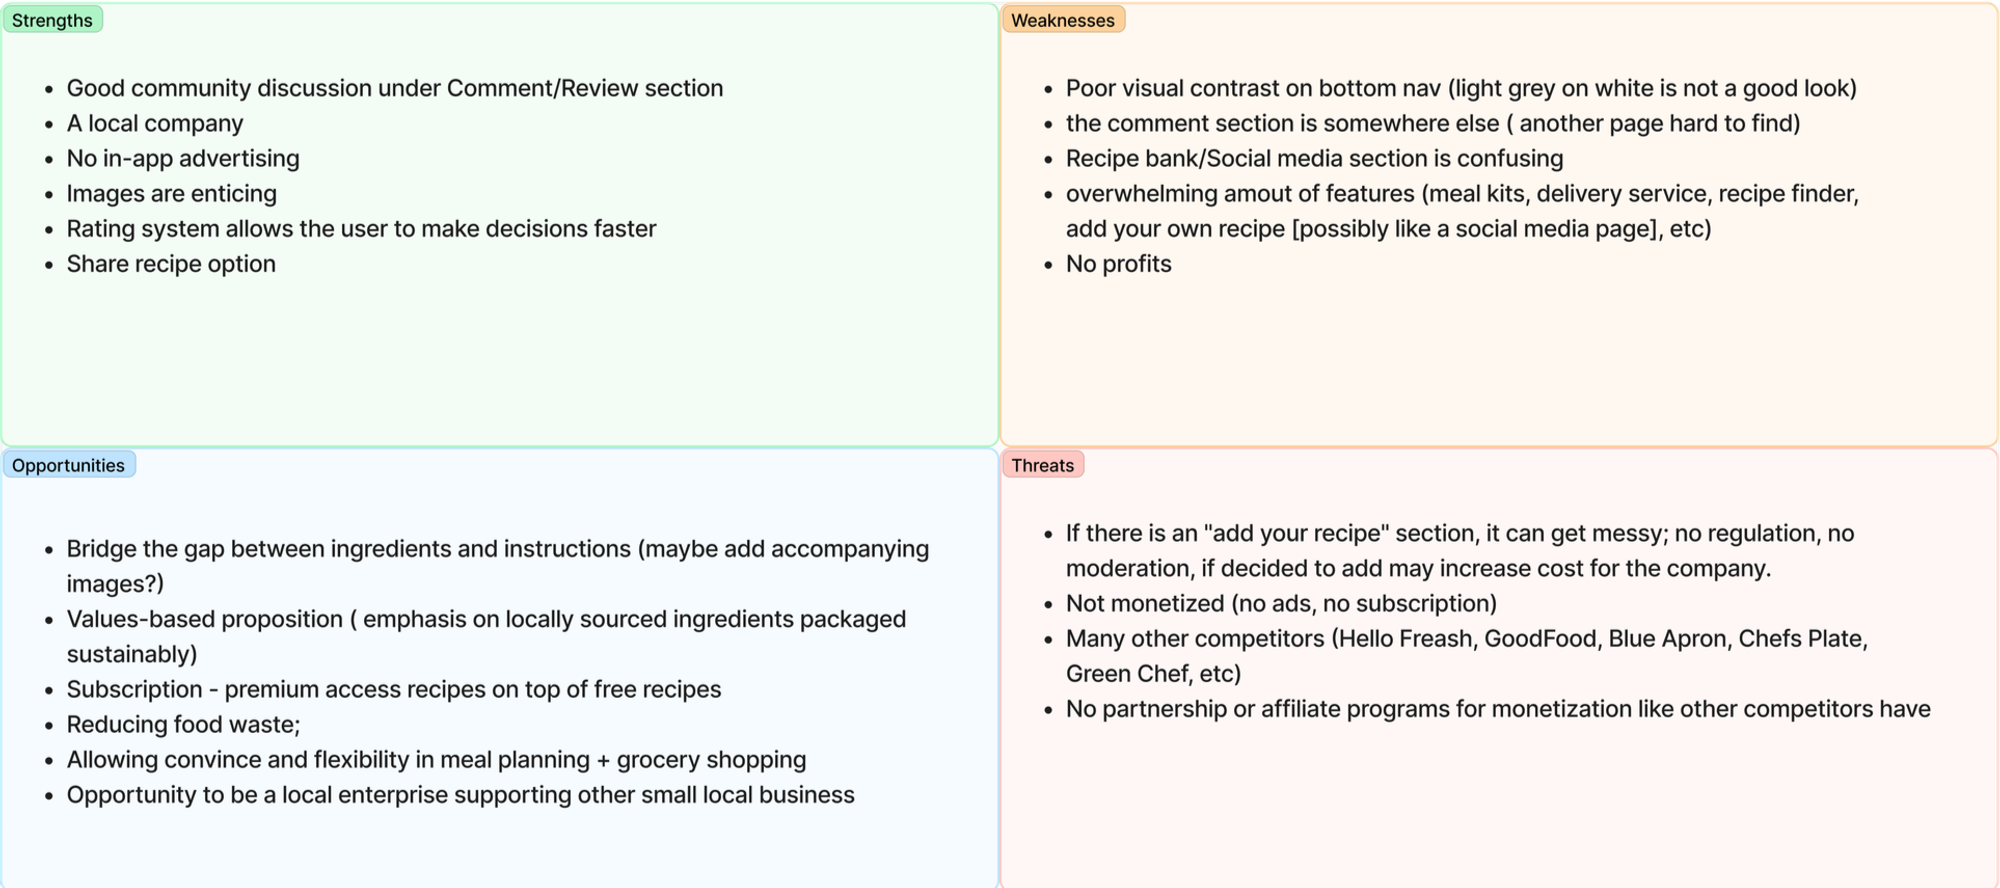 Strengths
• Good community discussion under Comment/Review section
• A local company
• No in-app advertising
• Images are enticing
• Rating system allows the user to make decisions faster
• Share recipe option
Weaknesses
• Poor visual contrast on bottom nav (light grey on white is not a good look)
• the comment section is somewhere else ( another page hard to find)
• Recipe bank/Social media section is confusing
• overwhelming amout of features (meal kits, delivery service, recipe finder,
add your own recipe [possibly like a social media page], etc)
• No profits
Opportunities
• Bridge the gap between ingredients and instructions (maybe add accompanying
images?)
• Values-based proposition ( emphasis on locally sourced ingredients packaged
sustainably)
• Subscription - premium access recipes on top of free recipes
• Reducing food waste;
• Allowing convince and flexibility in meal planning + grocery shopping
• Opportunity to be a local enterprise supporting other small local business
Threats
• If there is an "add your recipe" section, it can get messy; no regulation, no
moderation, if decided to add may increase cost for the company.
• Not monetized (no ads, no subscription)
• Many other competitors (Hello Freash, GoodFood, Blue Apron, Chefs Plate,
Green Chef, etc)
• No partnership or affiliate programs for monetization like other competitors have